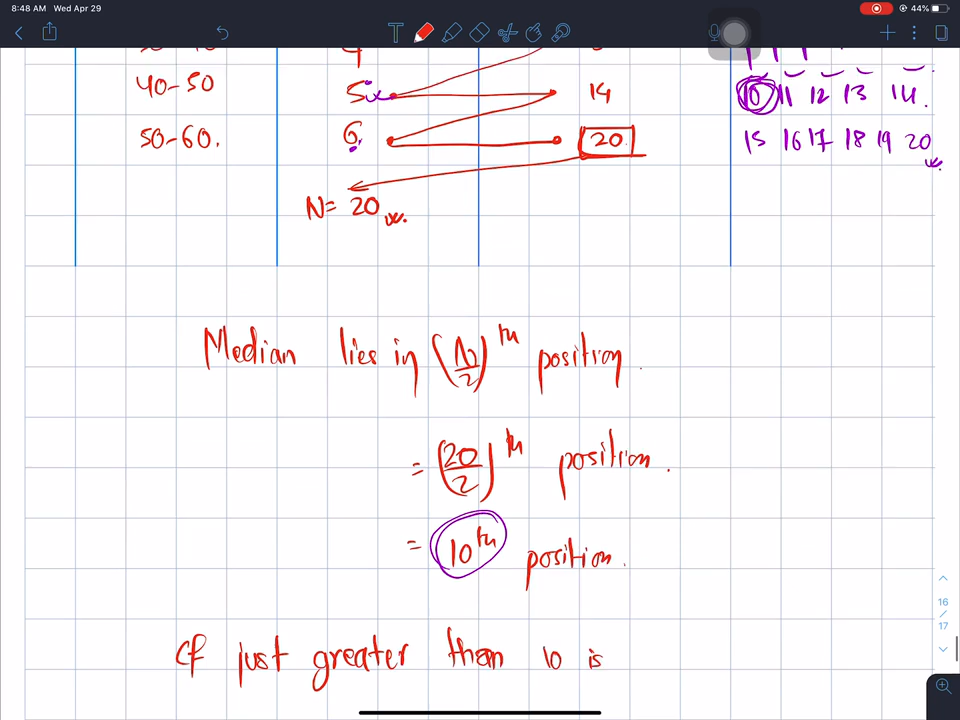 8:48 AM Wed Apr 29
44%
T
40-50 5 14 10 11 12 13 14.
50-60. 6 20 15 16 17 18 19 20
N= 20
Median lies in (N/2)th position.
= (20/2)th position.
= 10th position.
16
/
17
Cf just greater than 10 is